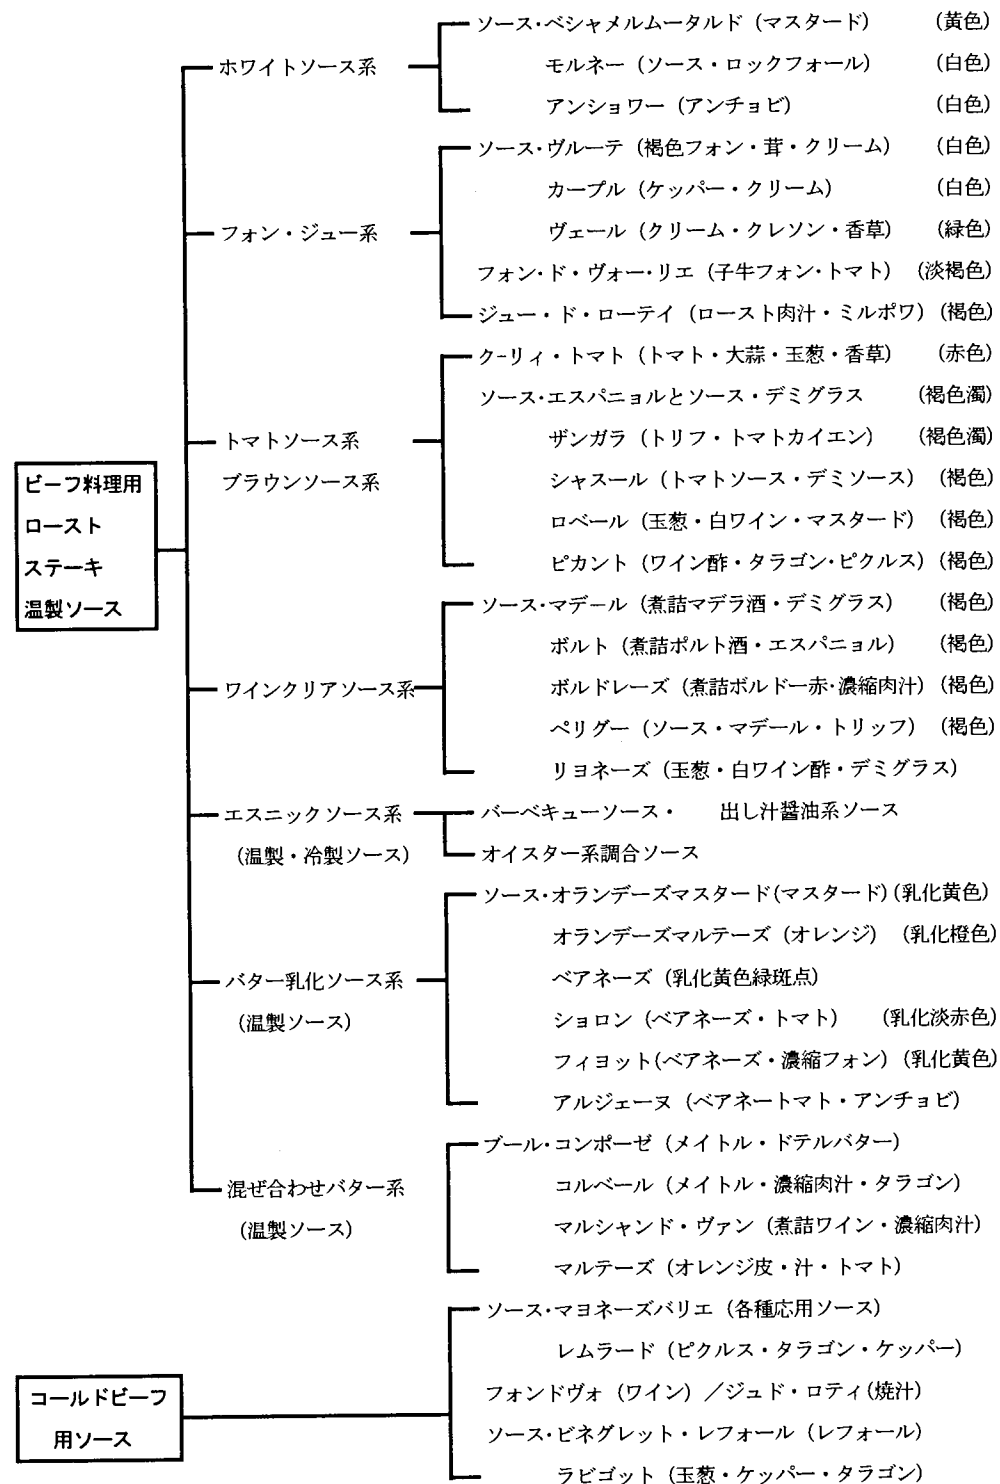 ソース・ベシャメルムータルド（マスタード） （黄色）
ホワイトソース系
モルネー（ソース・ロックフォール） （白色）
アンショワー（アンチョビ） （白色）
ソース・ヴルーテ（褐色フォン・茸・クリーム） （白色）
カープル（ケッパー・クリーム） （白色）
フォン・ジュー系
ヴェール（クリーム・クレソン・香草） （緑色）
フォン・ド・ヴォー・リエ（子牛フォン・トマト） （淡褐色）
ジュー・ド・ローテイ（ロースト肉汁・ミルポワ）（褐色）
クーリィ・トマト（トマト・大蒜・玉葱・香草） （赤色）
ソース・エスパニョルとソース・デミグラス （褐色濁）
トマトソース系
ブラウンソース系
ザンガラ（トリフ・トマトカイエン） （褐色濁）
シャスール（トマトソース・デミソース）（褐色）
ロベール（玉葱・白ワイン・マスタード）（褐色）
ピカント（ワイン酢・タラゴン・ピクルス）（褐色）
ビーフ料理用
ロースト
ステーキ
温製ソース
ソース・マデール（煮詰マデラ酒・デミグラス） （褐色）
ポルト（煮詰ポルト酒・エスパニョル） （褐色）
ワインクリアソース系
ボルドレーズ（煮詰ボルドー赤・濃縮肉汁）（褐色）
ペリグー（ソース・マデール・トリッフ） （褐色）
リヨネーズ（玉葱・白ワイン酢・デミグラス）
エスニックソース系
（温製・冷製ソース）
バーベキューソース・ 出し汁醤油系ソース
オイスター系調合ソース
ソース・オランデーズマスタード（マスタード）（乳化黄色）
オランデーズマルテーズ（オレンジ） （乳化橙色）
バター乳化ソース系
（温製ソース）
ベアネーズ（乳化黄色緑斑点）
ショロン（ベアネーズ・トマト） （乳化淡赤色）
フィヨット（ベアネーズ・濃縮フォン）（乳化黄色）
アルジェーヌ（ベアネートマト・アンチョビ）
ブール・コンポーゼ（メイトル・ドテルバター）
混ぜ合わせバター系
（温製ソース）
コルベール（メイトル・濃縮肉汁・タラゴン）
マルシャンド・ヴァン（煮詰ワイン・濃縮肉汁）
マルテーズ（オレンジ皮・汁・トマト）
コールドビーフ
用ソース
ソース・マヨネーズバリエ（各種応用ソース）
レムラード（ピクルス・タラゴン・ケッパー）
フォンドヴォ（ワイン）／ジュド・ロティ（焼汁）
ソース・ビネグレット・レフォール（レフォール）
ラビゴット（玉葱・ケッパー・タラゴン）